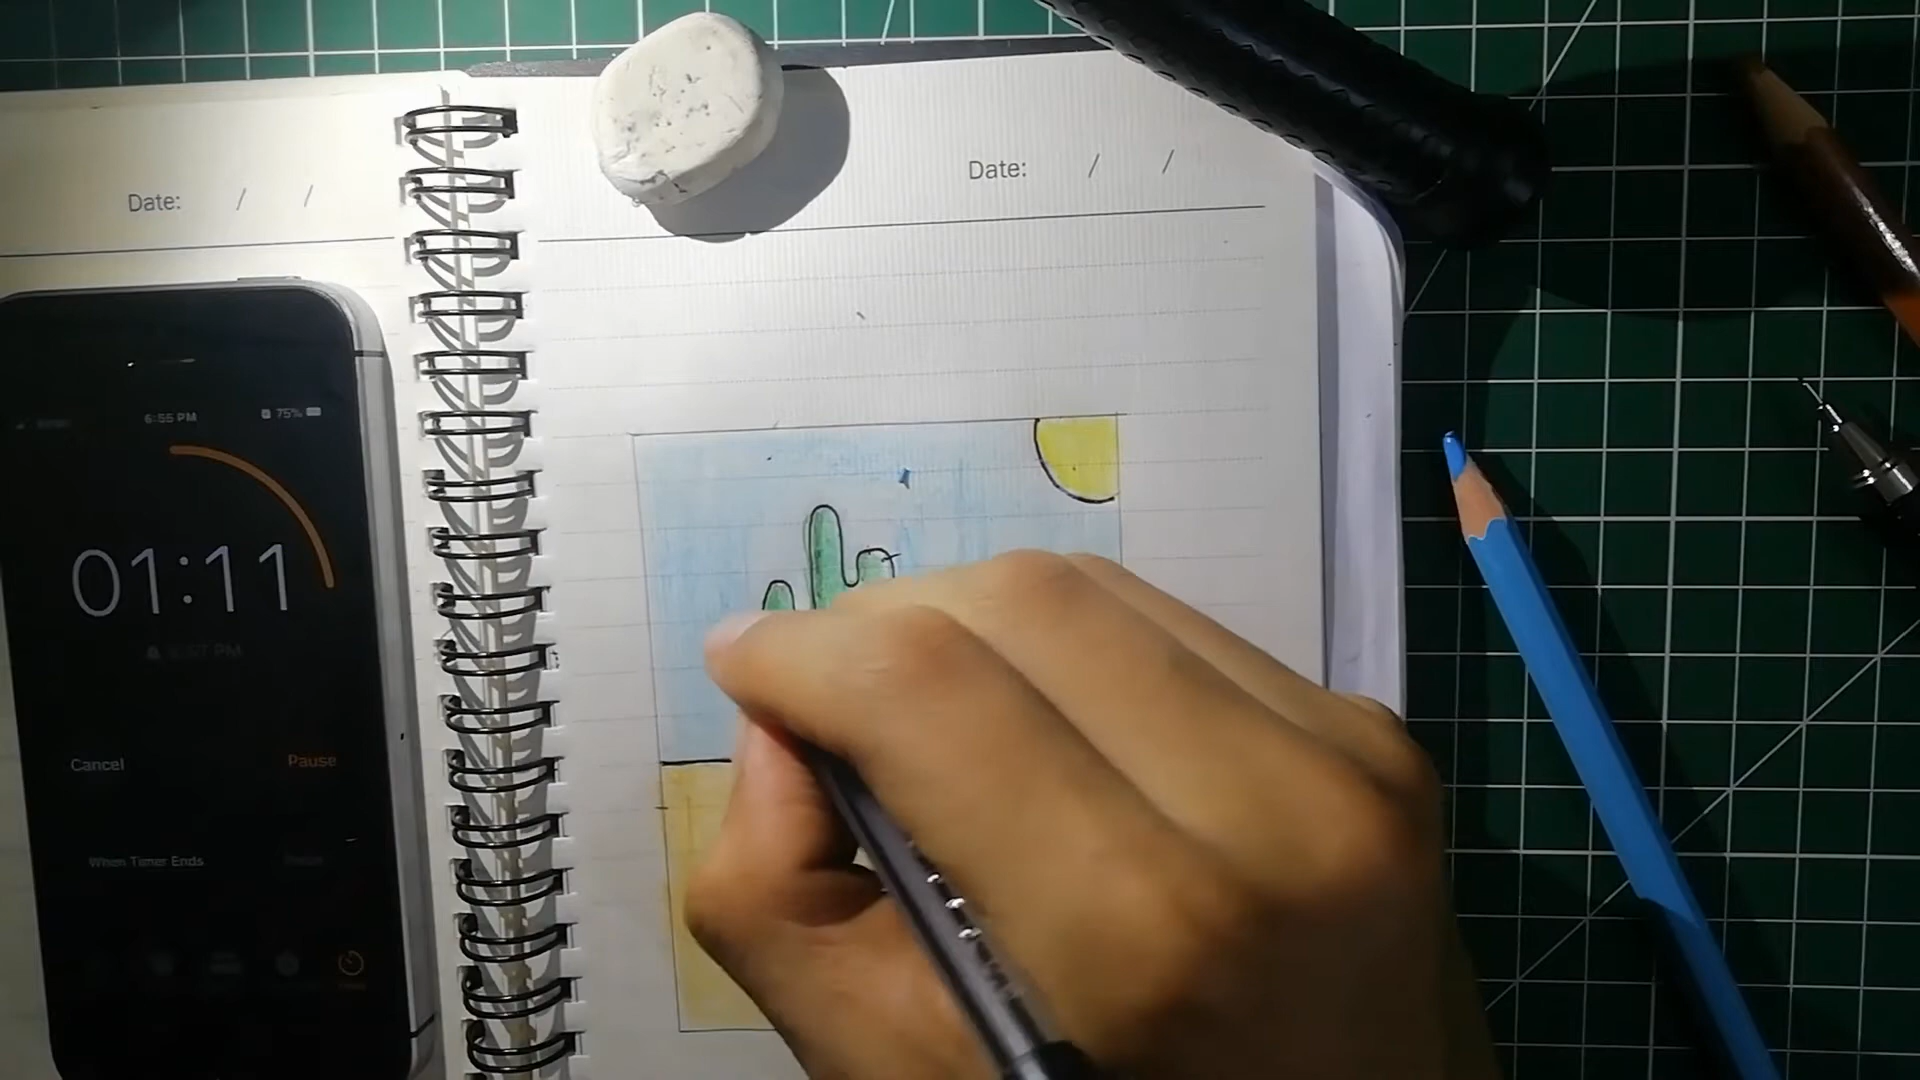 Date: / /
Date: / /
6:55 PM
75%
01:11
Cancel
Pause
When Timer Ends